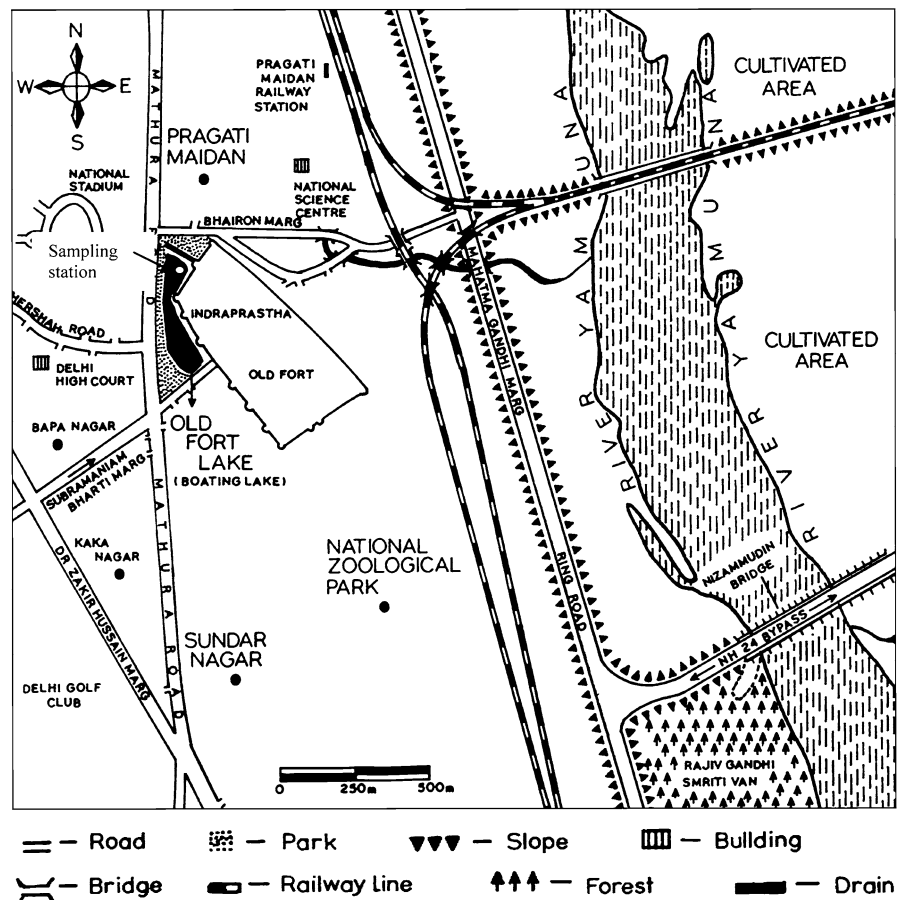 N
W
E
S
PRAGATI
MAIDAN
RAILWAY
STATION
CULTIVATED
AREA
MATHURA
PRAGATI
MAIDAN
NATIONAL
STADIUM
NATIONAL
SCIENCE
CENTRE
BHAIRON MARG
Sampling
station
RIVER YAMUNA
RIVER YAMUNA
MAHATMA GANDHI MARG
INDRAPRASTHA
OLD FORT
DELHI
HIGH COURT
CULTIVATED
AREA
BAPA NAGAR
OLD
FORT
LAKE
(BOATING LAKE)
SUBRAMANIAM
BHARTI MARG
MATHURA ROAD
KAKA
NAGAR
DR ZAKIR HUSSAIN MARG
NATIONAL
ZOOLOGICAL
PARK
RING ROAD
NIZAMMUDIN
BRIDGE
NH 24 BYPASS
SUNDAR
NAGAR
DELHI GOLF
CLUB
RAJIV GANDHI
SMRITI VAN
0 250m 500m
— Road
— Park
— Slope
— Building
— Bridge
— Railway line
— Forest
— Drain